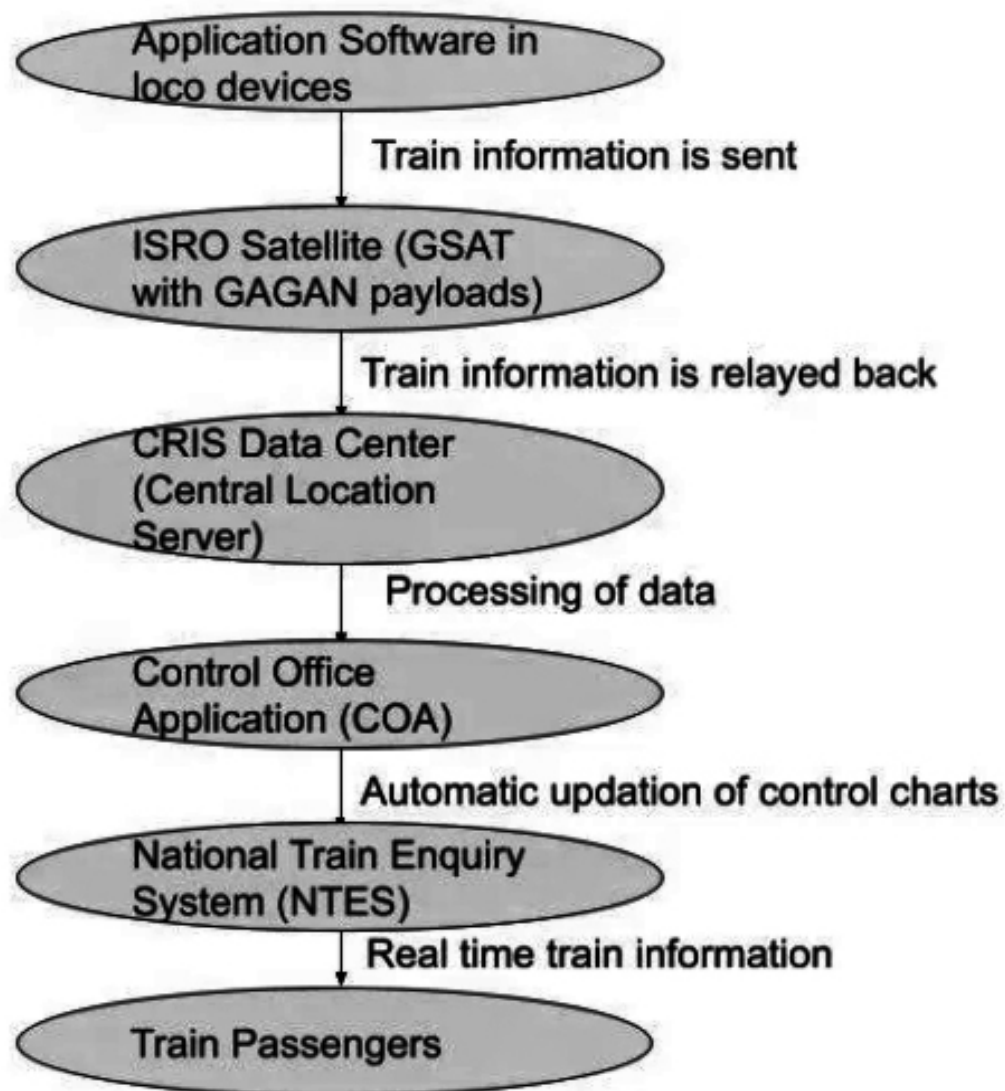 Application Software in
loco devices
Train information is sent
ISRO Satellite (GSAT
with GAGAN payloads)
Train information is relayed back
CRIS Data Center
(Central Location
Server)
Processing of data
Control Office
Application (COA)
Automatic updation of control charts
National Train Enquiry
System (NTES)
Real time train information
Train Passengers